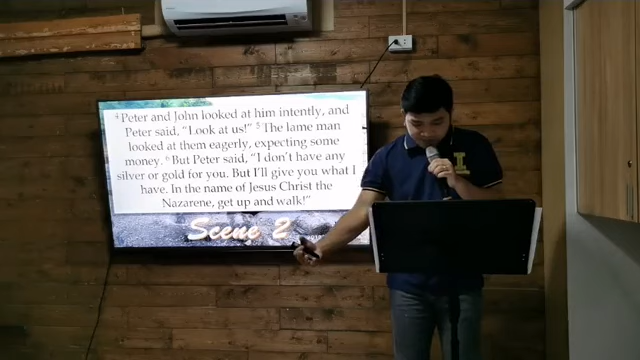 4 Peter and John looked at him intently, and
Peter said, “Look at us!” 5 The lame man
looked at them eagerly, expecting some
money. 6 But Peter said, “I don’t have any
silver or gold for you. But I’ll give you what I
have. In the name of Jesus Christ the
Nazarene, get up and walk!”
Scene 2